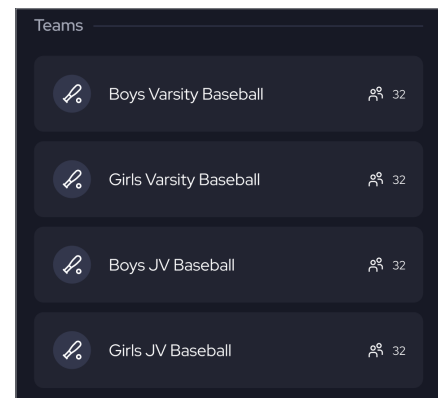 Teams
Boys Varsity Baseball 32
Girls Varsity Baseball 32
Boys JV Baseball 32
Girls JV Baseball 32